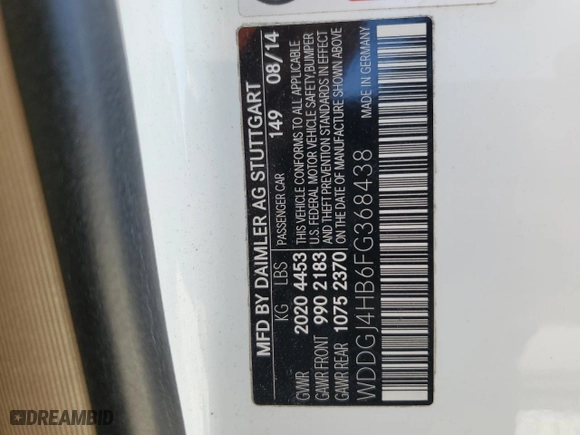 MFD BY DAIMLER AG STUTTGART
KG LBS PASSENGER CAR 149 08/14
GVWR 2020 4453 THIS VEHICLE CONFORMS TO ALL APPLICABLE
GAWR FRONT 990 2183 U.S. FEDERAL MOTOR VEHICLE SAFETY,BUMPER
GAWR REAR 1075 2370 AND THEFT PREVENTION STANDARDS IN EFFECT
ON THE DATE OF MANUFACTURE SHOWN ABOVE
WDDGJ4HB6FG368438 MADE IN GERMANY
DREAMBID